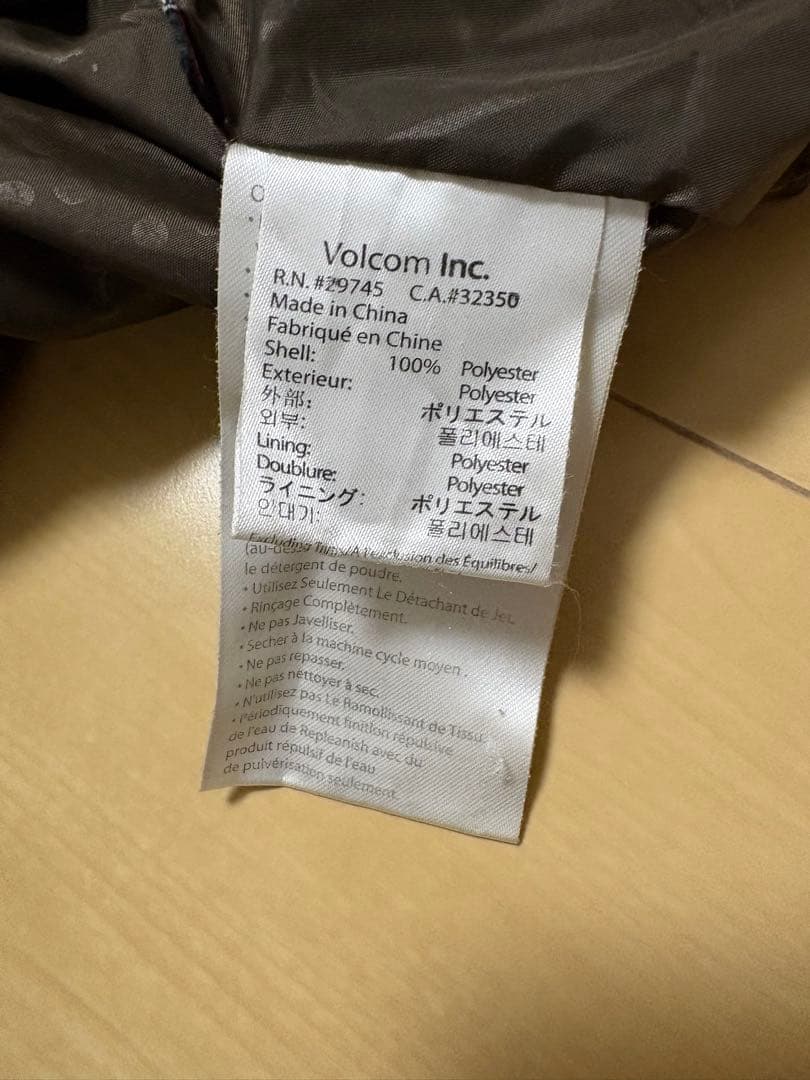 Volcom Inc.
R.N. #29745 C.A.#32350
Made in China
Fabriqué en Chine
Shell: 100% Polyester
Exterieur: Polyester
外部: ポリエステル
외부: 폴리에스테
Lining: Polyester
Doublure: Polyester
ライニング: ポリエステル
안대기: 폴리에스테
Excluding Trims/A l'exclusion des Équilibres/
le détergent de poudre.
• Utilisez Seulement Le Détachant de Jet.
• Rinçage Complètement.
• Ne pas Javelliser.
• Secher à la machine cycle moyen.
• Ne pas repasser.
• Ne pas nettoyer à sec.
• N'utilisez pas Le Ramollissant de Tissu.
• Périodiquement finition répulsive
de l'eau de Repleanish avec du
produit répulsif de l'eau
de pulvérisation seulement.